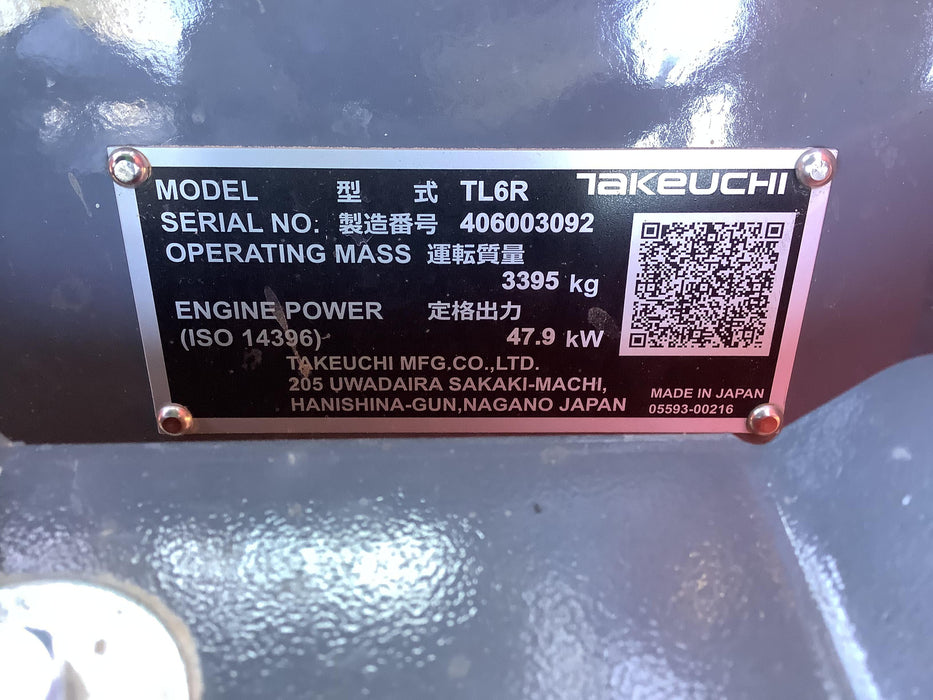 TAKEUCHI
MODEL 型 式 TL6R
SERIAL NO. 製造番号 406003092
OPERATING MASS 運転質量
3395 kg
ENGINE POWER 定格出力
(ISO 14396) 47.9 kW
TAKEUCHI MFG.CO.,LTD.
205 UWADAIRA SAKAKI-MACHI,
HANISHINA-GUN,NAGANO JAPAN
MADE IN JAPAN
05593-00216